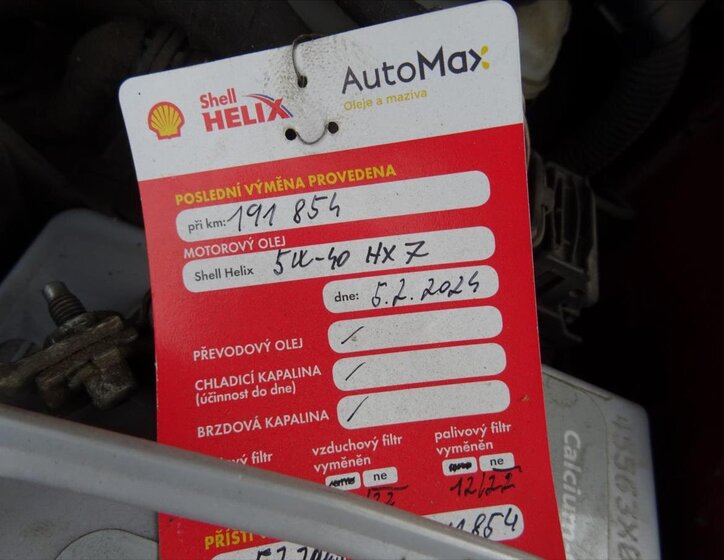 Shell
HELIX
AutoMax
Oleje a maziva
POSLEDNÍ VÝMĚNA PROVEDENA
při km: 191 854
MOTOROVÝ OLEJ
Shell Helix 5W-40 HX7
dne: 5.2.2024
PŘEVODOVÝ OLEJ /
CHLADICÍ KAPALINA /
(účinnost do dne)
BRZDOVÁ KAPALINA /
filtr vzduchový filtr palivový filtr
vyměněn vyměněn
ne ne
12/22
PŘÍSTÍ
854
Calcium